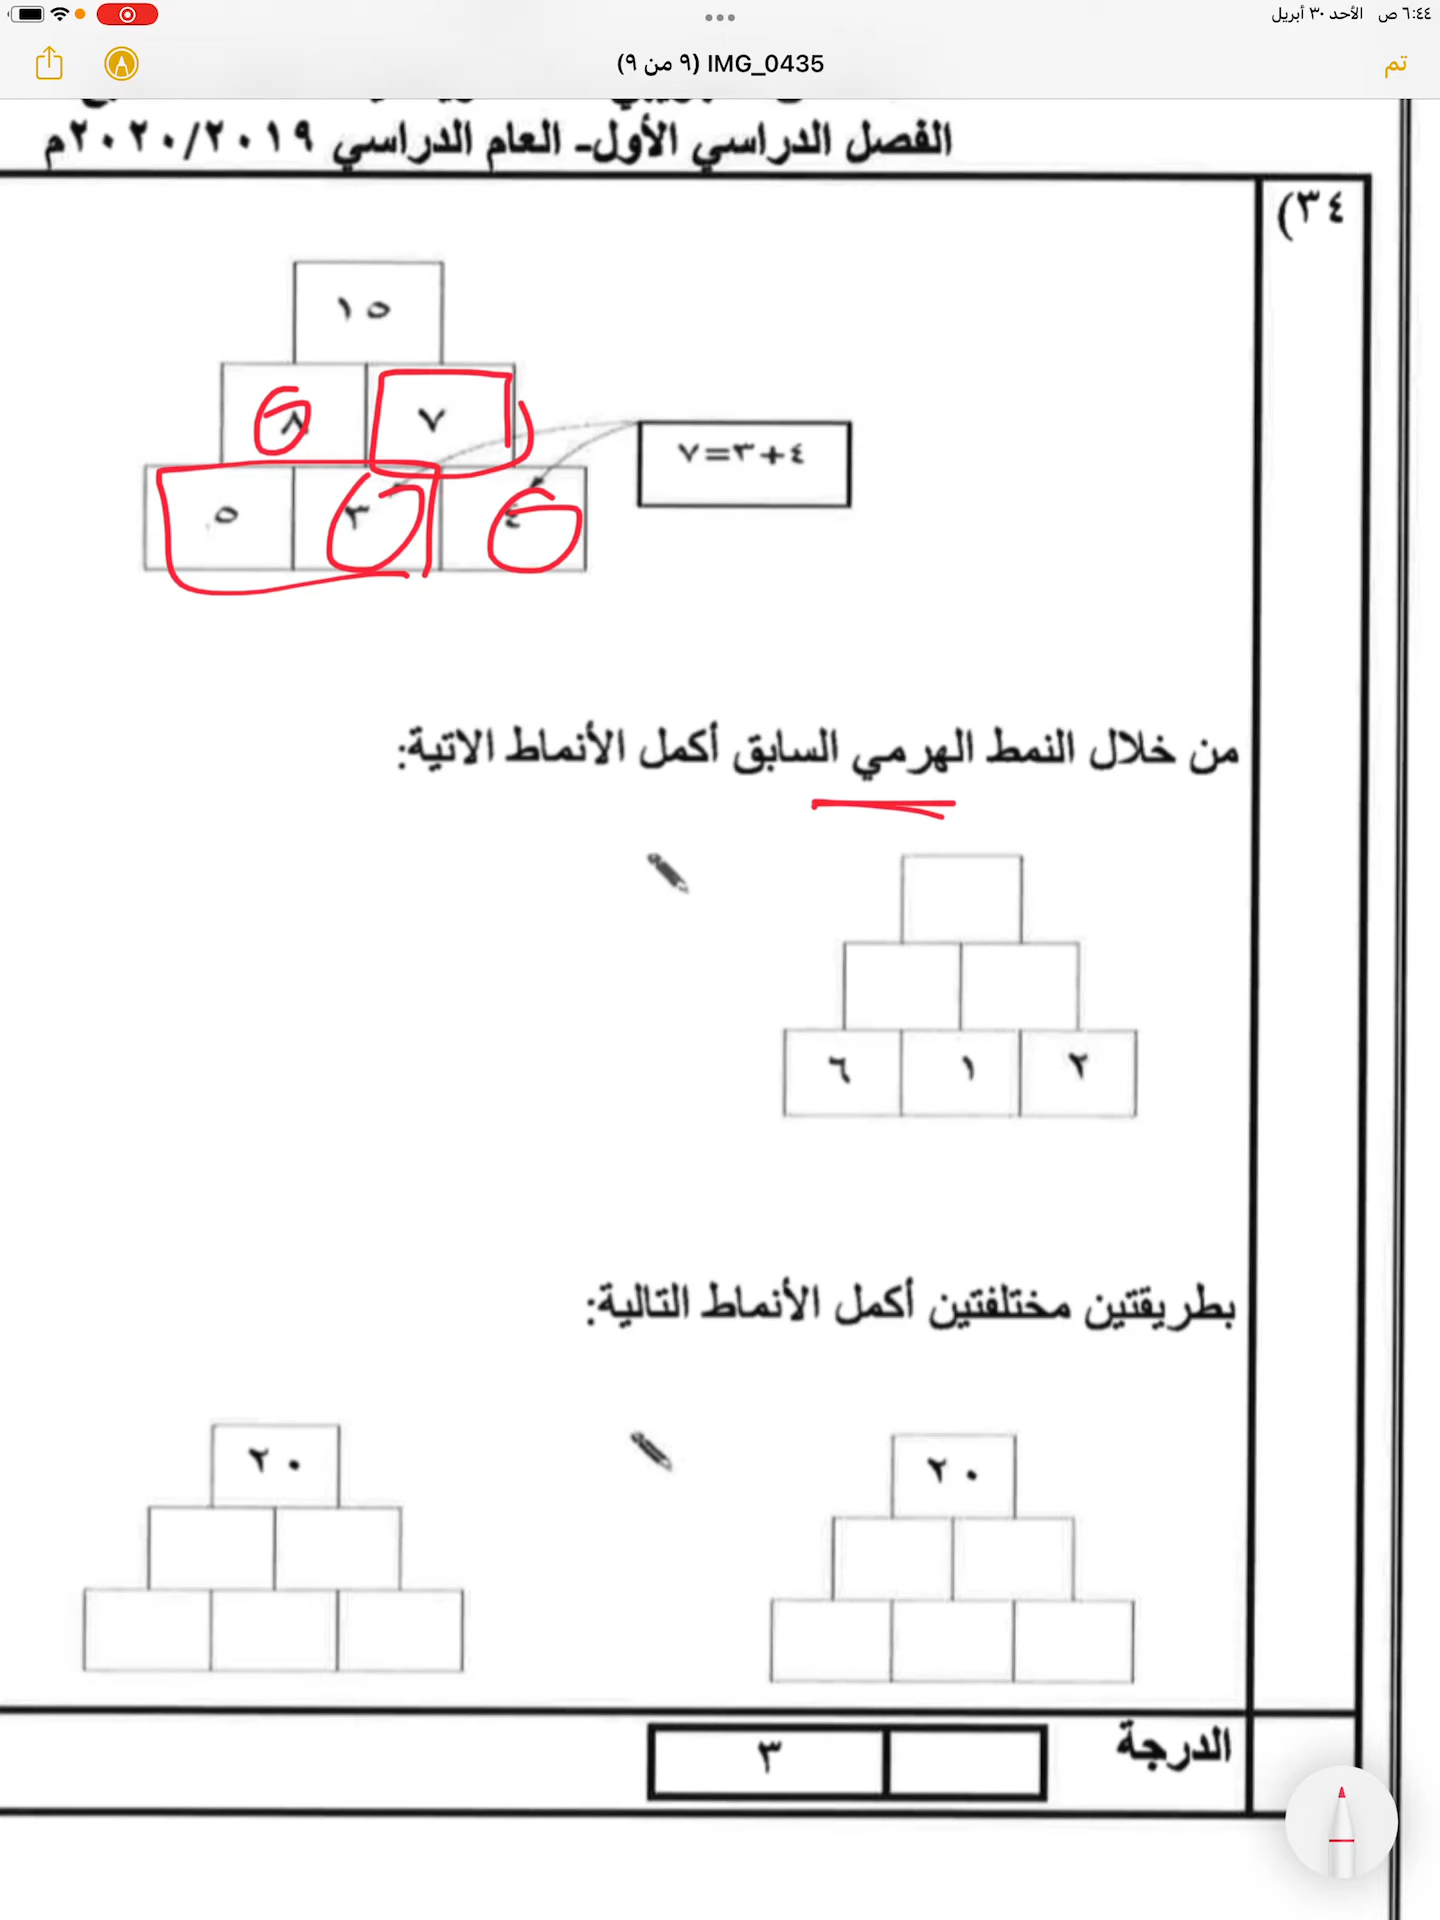 ٦:٤٤ ص الأحد ٣٠ أبريل
تم
IMG_0435 (٩ من ٩)
الفصل الدراسي الأول- العام الدراسي ٢٠٢٠/٢٠١٩م
(٣٤
١٥
٨ ٧
٤+٣=٧
٥ ٣ ٤
من خلال النمط الهرمي السابق أكمل الأنماط الاتية:
٦ ١ ٢
بطريقتين مختلفتين أكمل الأنماط التالية:
٢٠ ٢٠
الدرجة
٣